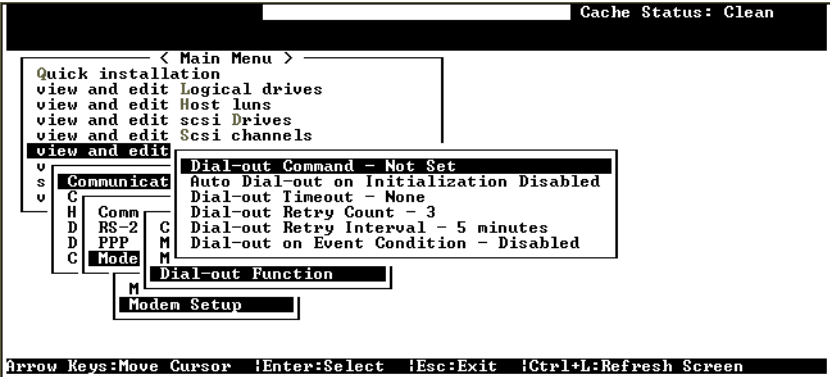 Cache Status: Clean
< Main Menu >
Quick installation
view and edit Logical drives
view and edit Host luns
view and edit scsi Drives
view and edit Scsi channels
view and edit
v
s
v
Communicat
C
H
D
D
C
Comm
RS-2
PPP
Mode
C
M
M
Dial-out Function
M
Modem Setup
Dial-out Command - Not Set
Auto Dial-out on Initialization Disabled
Dial-out Timeout - None
Dial-out Retry Count - 3
Dial-out Retry Interval - 5 minutes
Dial-out on Event Condition - Disabled
Arrow Keys:Move Cursor |Enter:Select |Esc:Exit |Ctrl+L:Refresh Screen